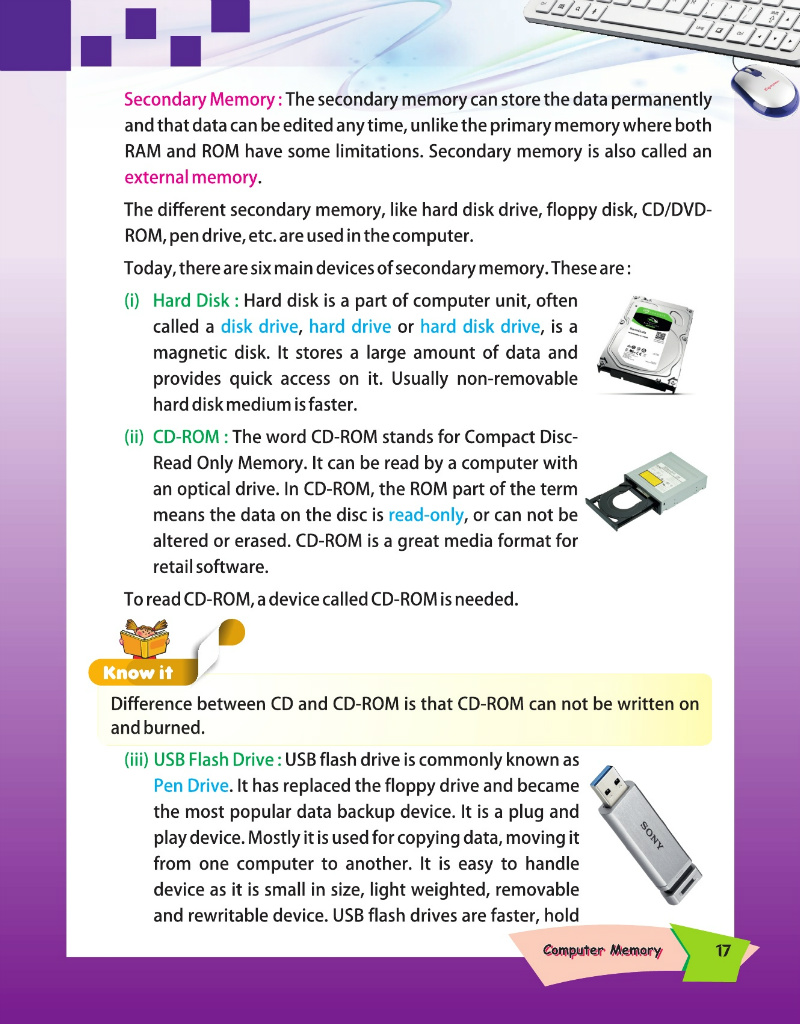 Secondary Memory : The secondary memory can store the data permanently
and that data can be edited any time, unlike the primary memory where both
RAM and ROM have some limitations. Secondary memory is also called an
external memory.
The different secondary memory, like hard disk drive, floppy disk, CD/DVD-
ROM, pen drive, etc. are used in the computer.
Today, there are six main devices of secondary memory. These are :
(i) Hard Disk : Hard disk is a part of computer unit, often
called a disk drive, hard drive or hard disk drive, is a
magnetic disk. It stores a large amount of data and
provides quick access on it. Usually non-removable
hard disk medium is faster.
(ii) CD-ROM : The word CD-ROM stands for Compact Disc-
Read Only Memory. It can be read by a computer with
an optical drive. In CD-ROM, the ROM part of the term
means the data on the disc is read-only, or can not be
altered or erased. CD-ROM is a great media format for
retail software.
To read CD-ROM, a device called CD-ROM is needed.
Know it
Difference between CD and CD-ROM is that CD-ROM can not be written on
and burned.
(iii) USB Flash Drive : USB flash drive is commonly known as
Pen Drive. It has replaced the floppy drive and became
the most popular data backup device. It is a plug and
play device. Mostly it is used for copying data, moving it
from one computer to another. It is easy to handle
device as it is small in size, light weighted, removable
and rewritable device. USB flash drives are faster, hold
SONY
Computer Memory 17